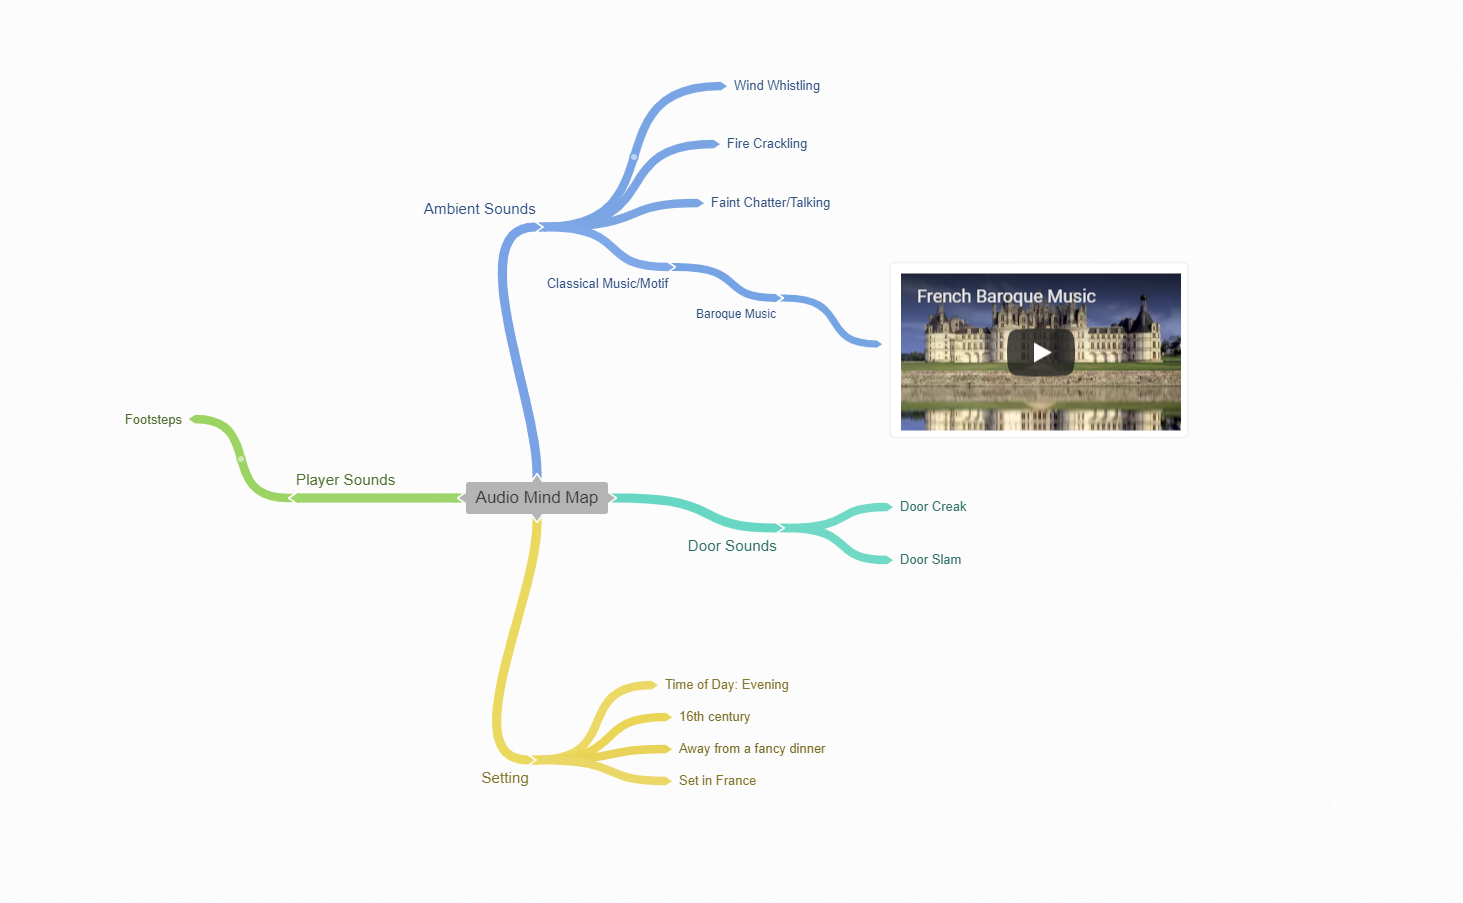 Wind Whistling
Fire Crackling
Faint Chatter/Talking
Ambient Sounds
Classical Music/Motif
Baroque Music
French Baroque Music
Footsteps
Player Sounds
Audio Mind Map
Door Creak
Door Sounds
Door Slam
Time of Day: Evening
16th century
Away from a fancy dinner
Set in France
Setting